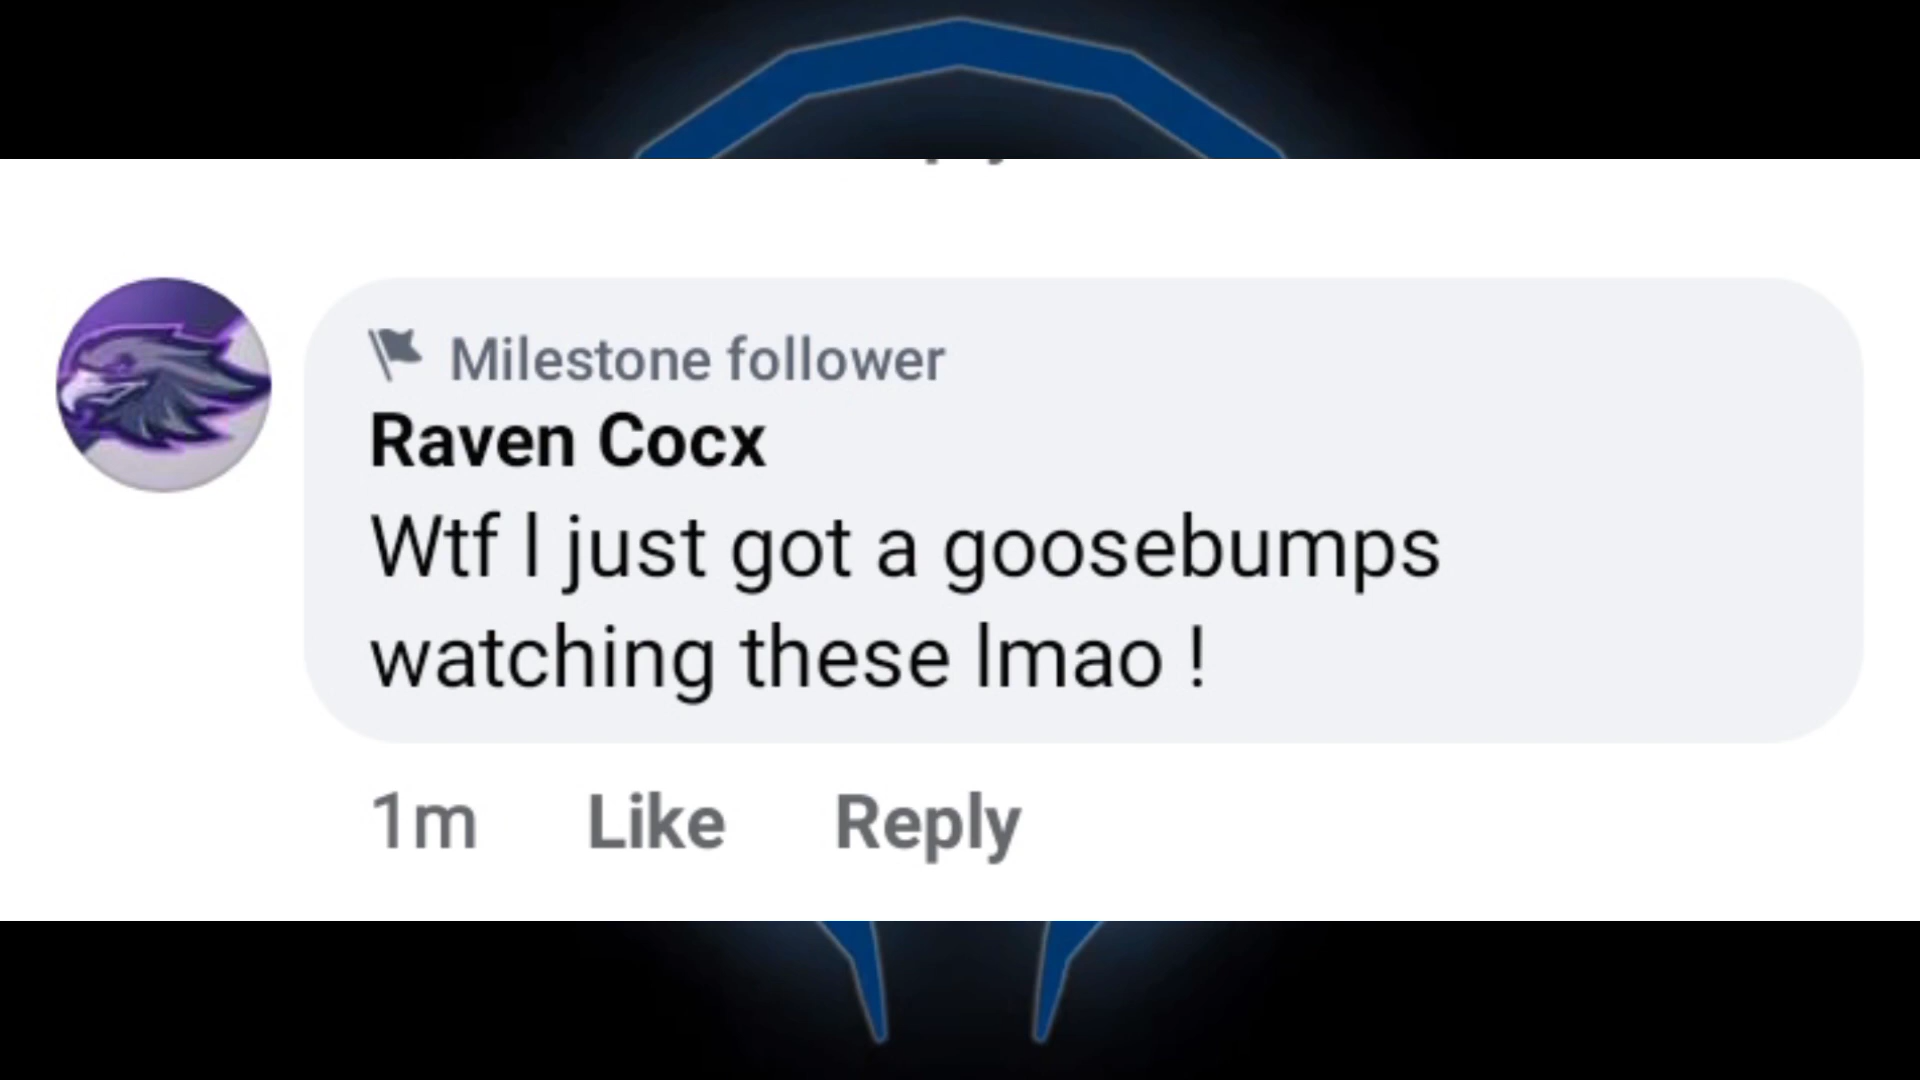 Milestone follower
Raven Cocx
Wtf I just got a goosebumps
watching these lmao !
1m Like Reply